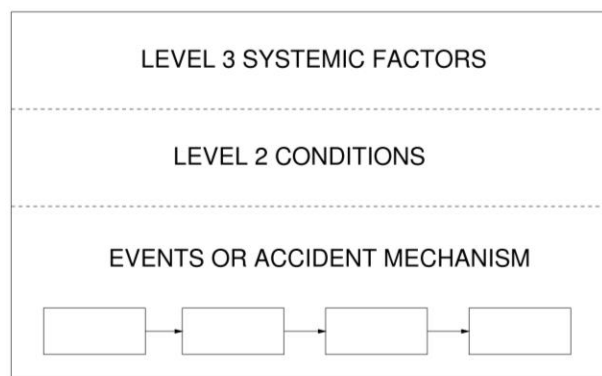 LEVEL 3 SYSTEMIC FACTORS
LEVEL 2 CONDITIONS
EVENTS OR ACCIDENT MECHANISM